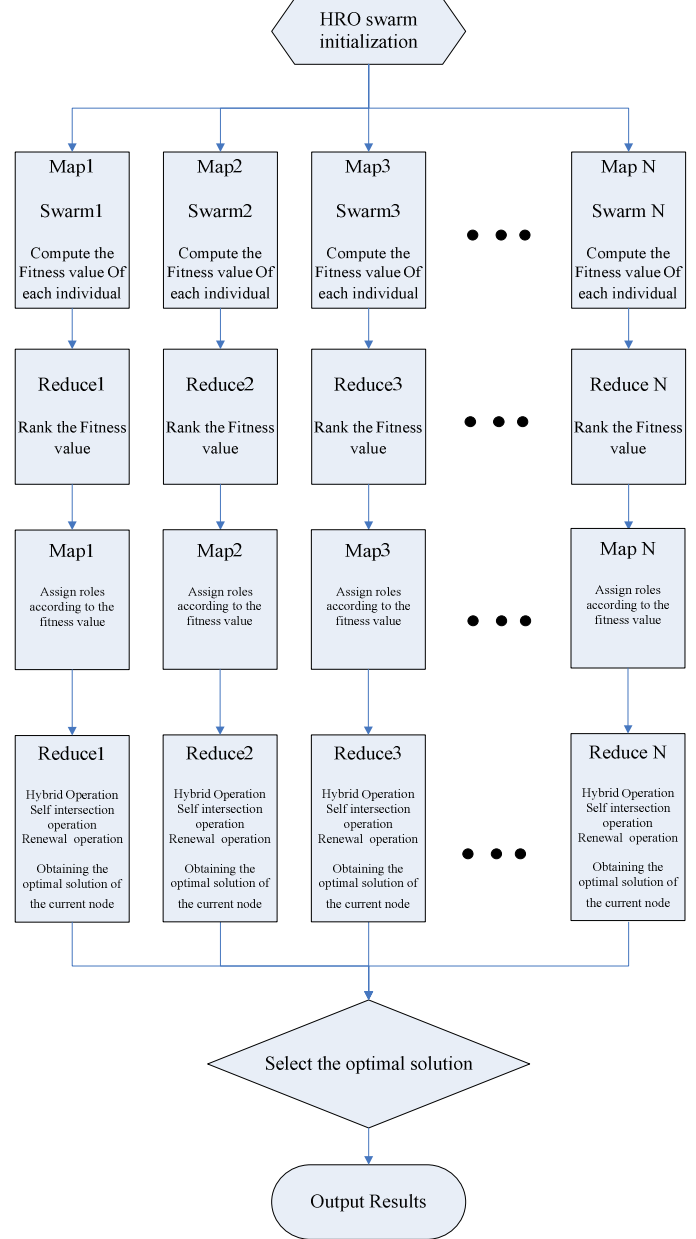 HRO swarm
initialization
Map1
Swarm1
Compute the
Fitness value Of
each individual
Map2
Swarm2
Compute the
Fitness value Of
each individual
Map3
Swarm3
Compute the
Fitness value Of
each individual
Map N
Swarm N
Compute the
Fitness value Of
each individual
Reduce1
Rank the Fitness
value
Reduce2
Rank the Fitness
value
Reduce3
Rank the Fitness
value
Reduce N
Rank the Fitness
value
Map1
Assign roles
according to the
fitness value
Map2
Assign roles
according to the
fitness value
Map3
Assign roles
according to the
fitness value
Map N
Assign roles
according to the
fitness value
Reduce1
Hybrid Operation
Self intersection
operation
Renewal operation
Obtaining the
optimal solution of
the current node
Reduce2
Hybrid Operation
Self intersection
operation
Renewal operation
Obtaining the
optimal solution of
the current node
Reduce3
Hybrid Operation
Self intersection
operation
Renewal operation
Obtaining the
optimal solution of
the current node
Reduce N
Hybrid Operation
Self intersection
operation
Renewal operation
Obtaining the
optimal solution of
the current node
Select the optimal solution
Output Results